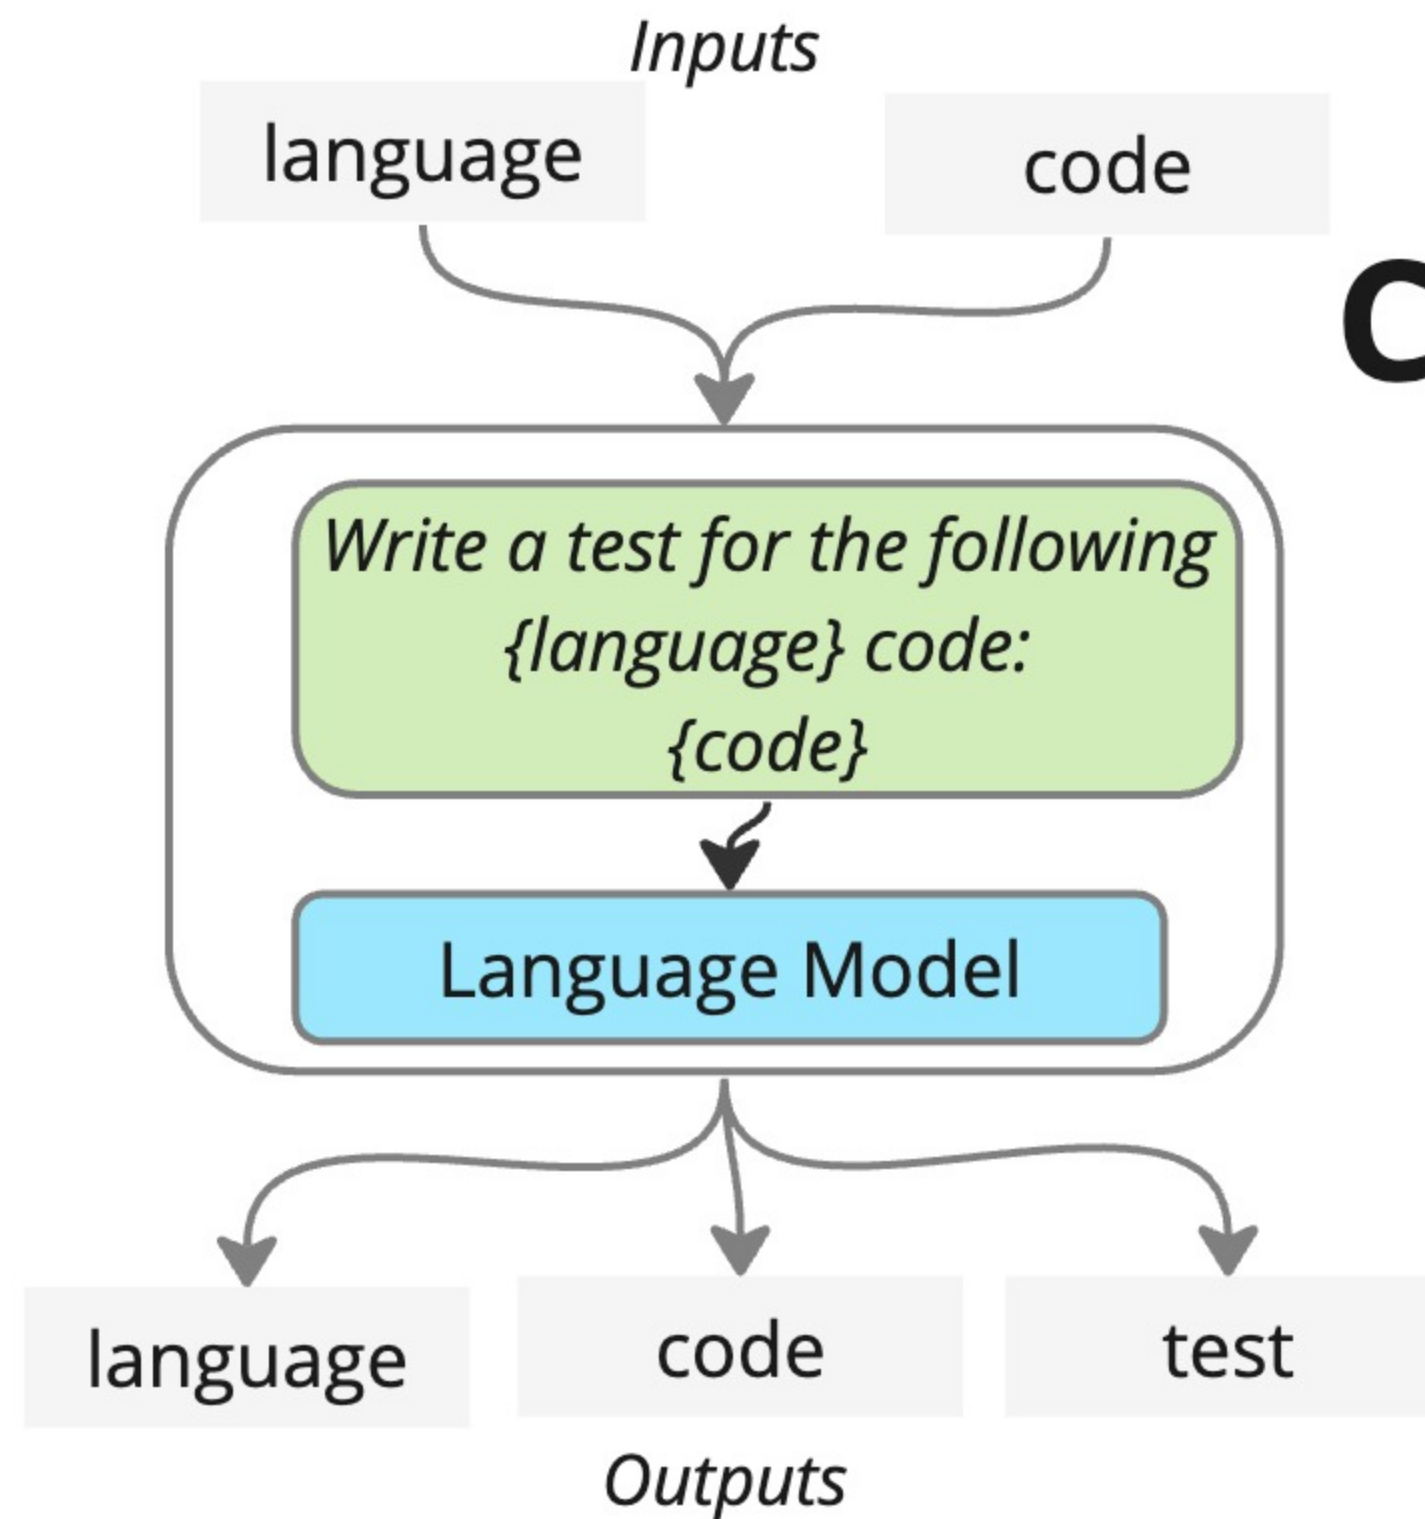 Inputs
language
code
Write a test for the following
{language} code:
{code}
Language Model
language
code
test
Outputs